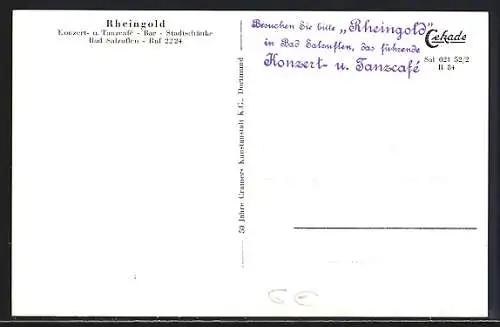 Rheingold
Konzert- u. Tanzcafé - Bar - Stadtschänke
Bad Salzuflen - Ruf 2224
50 Jahre Cramers Kunstanstalt K.G., Dortmund
Besuchen Sie bitte „Rheingold"
in Bad Salzuflen, das führende
Konzert- u. Tanzcafé
Cekade
Sal 021 52/2
H 54